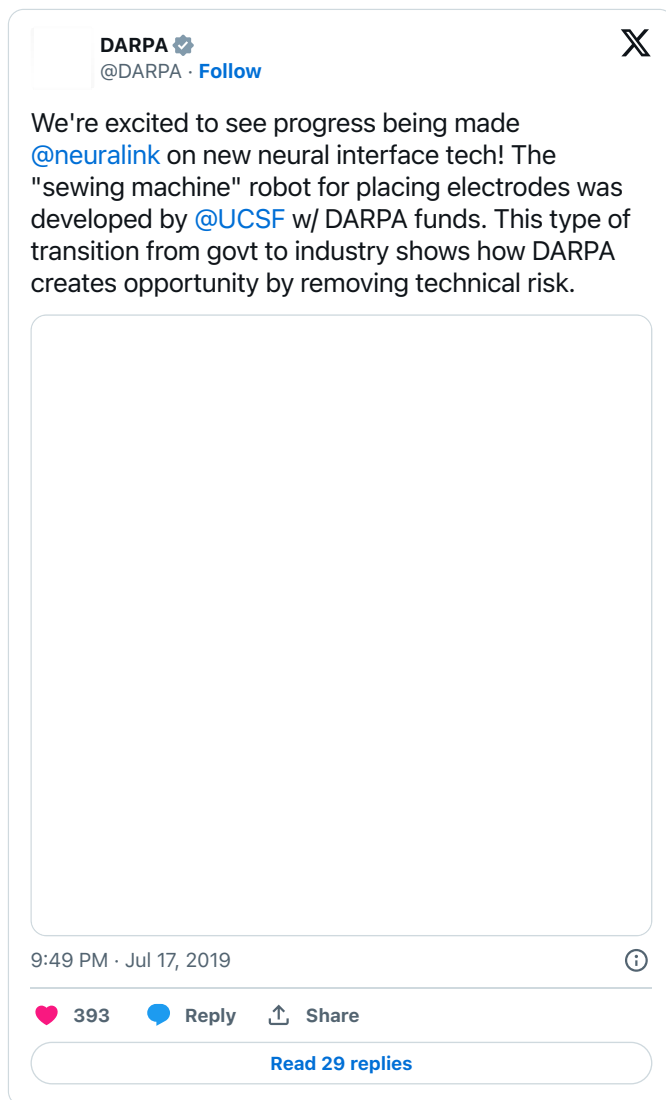 DARPA
@DARPA · Follow
We're excited to see progress being made
@neuralink on new neural interface tech! The
"sewing machine" robot for placing electrodes was
developed by @UCSF w/ DARPA funds. This type of
transition from govt to industry shows how DARPA
creates opportunity by removing technical risk.
9:49 PM · Jul 17, 2019
393 Reply Share
Read 29 replies